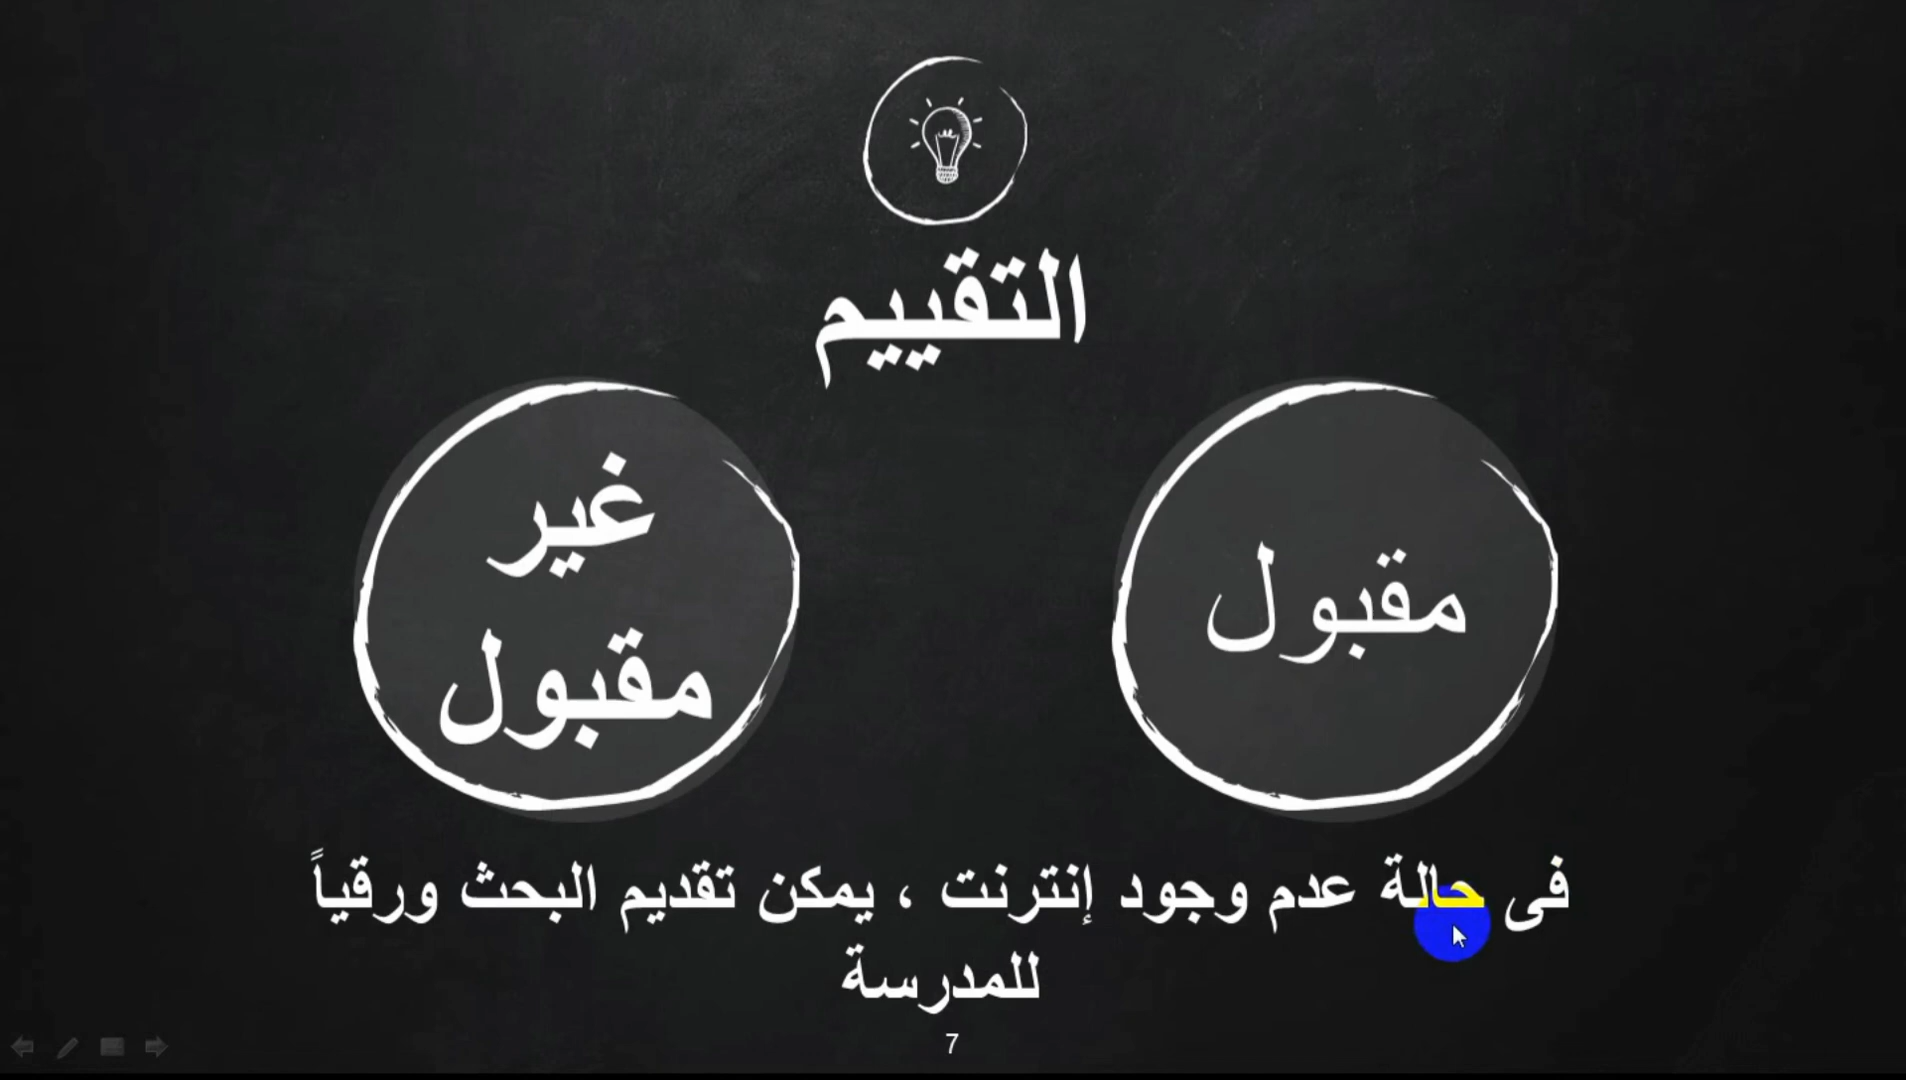 التقييم
مقبول
غير
مقبول
فى حالة عدم وجود إنترنت ، يمكن تقديم البحث ورقياً
للمدرسة
7